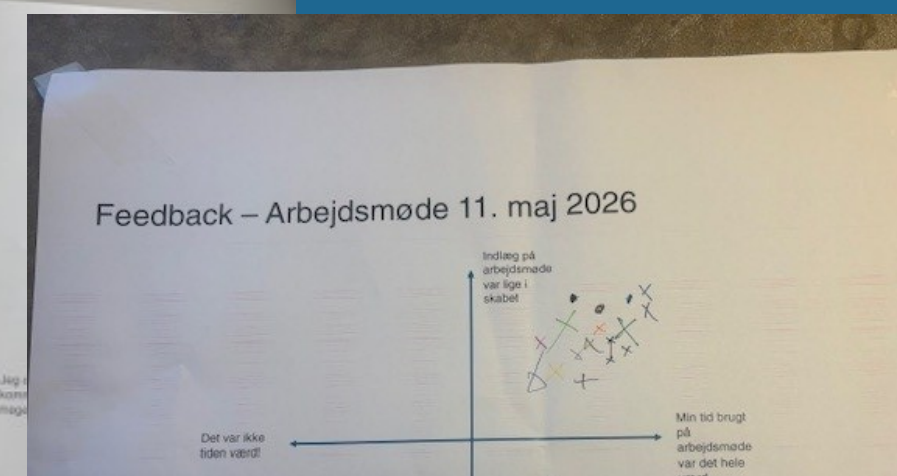 Feedback – Arbejdsmøde 11. maj 2026
Indlæg på
arbejdsmøde
var lige i
skabet
Det var ikke
tiden værd!
Min tid brugt
på
arbejdsmøde
var det hele